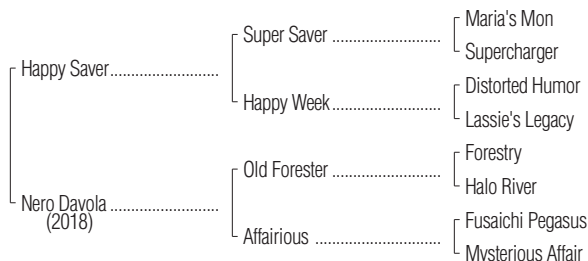 Maria's Mon
Super Saver ........................
Supercharger
Happy Saver........................
Distorted Humor
Happy Week........................
Lassie's Legacy
Forestry
Old Forester ........................
Halo River
Nero Davola ........................
(2018)
Fusaichi Pegasus
Affairious ........................
Mysterious Affair